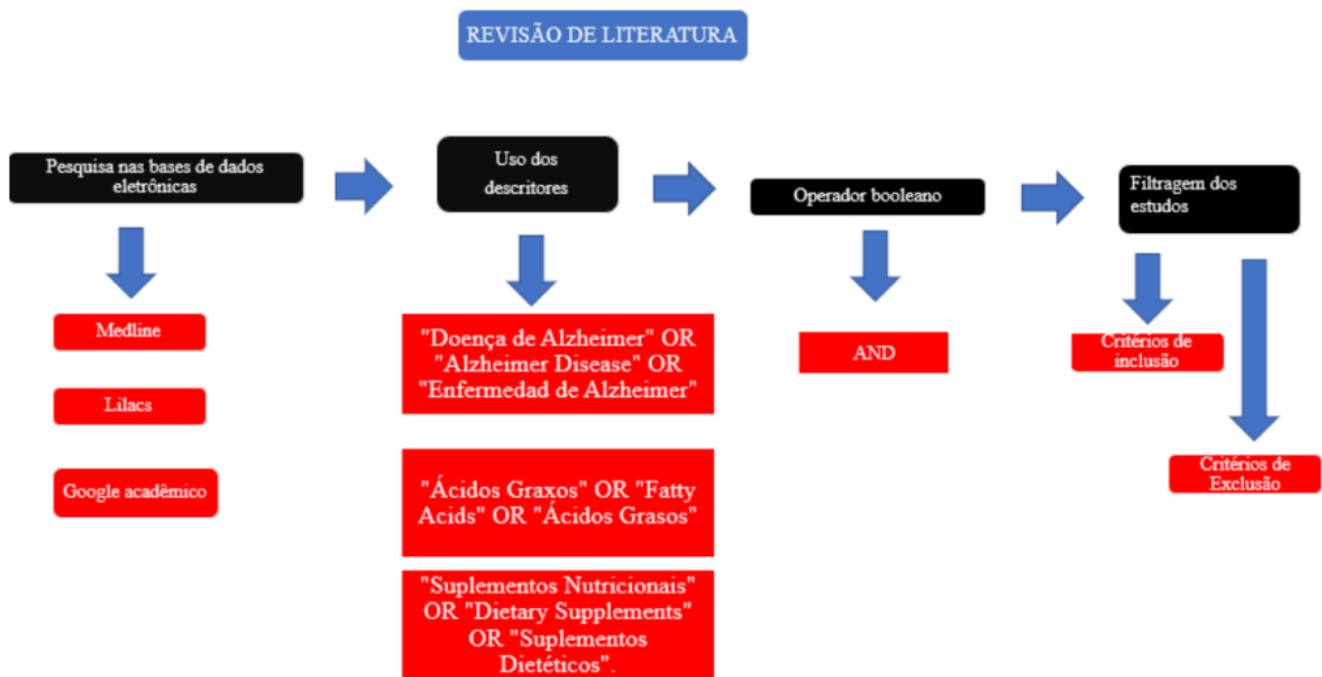 REVISÃO DE LITERATURA
Pesquisa nas bases de dados
eletrônicas
Uso dos
descritores
Operador booleano
Filtragem dos
estudos
Medline
Lilacs
Google acadêmico
"Doença de Alzheimer" OR
"Alzheimer Disease" OR
"Enfermedad de Alzheimer"
"Ácidos Graxos" OR "Fatty
Acids" OR "Ácidos Grasos"
"Suplementos Nutricionais"
OR "Dietary Supplements"
OR "Suplementos
Dietéticos".
AND
Critérios de
inclusão
Critérios de
Exclusão